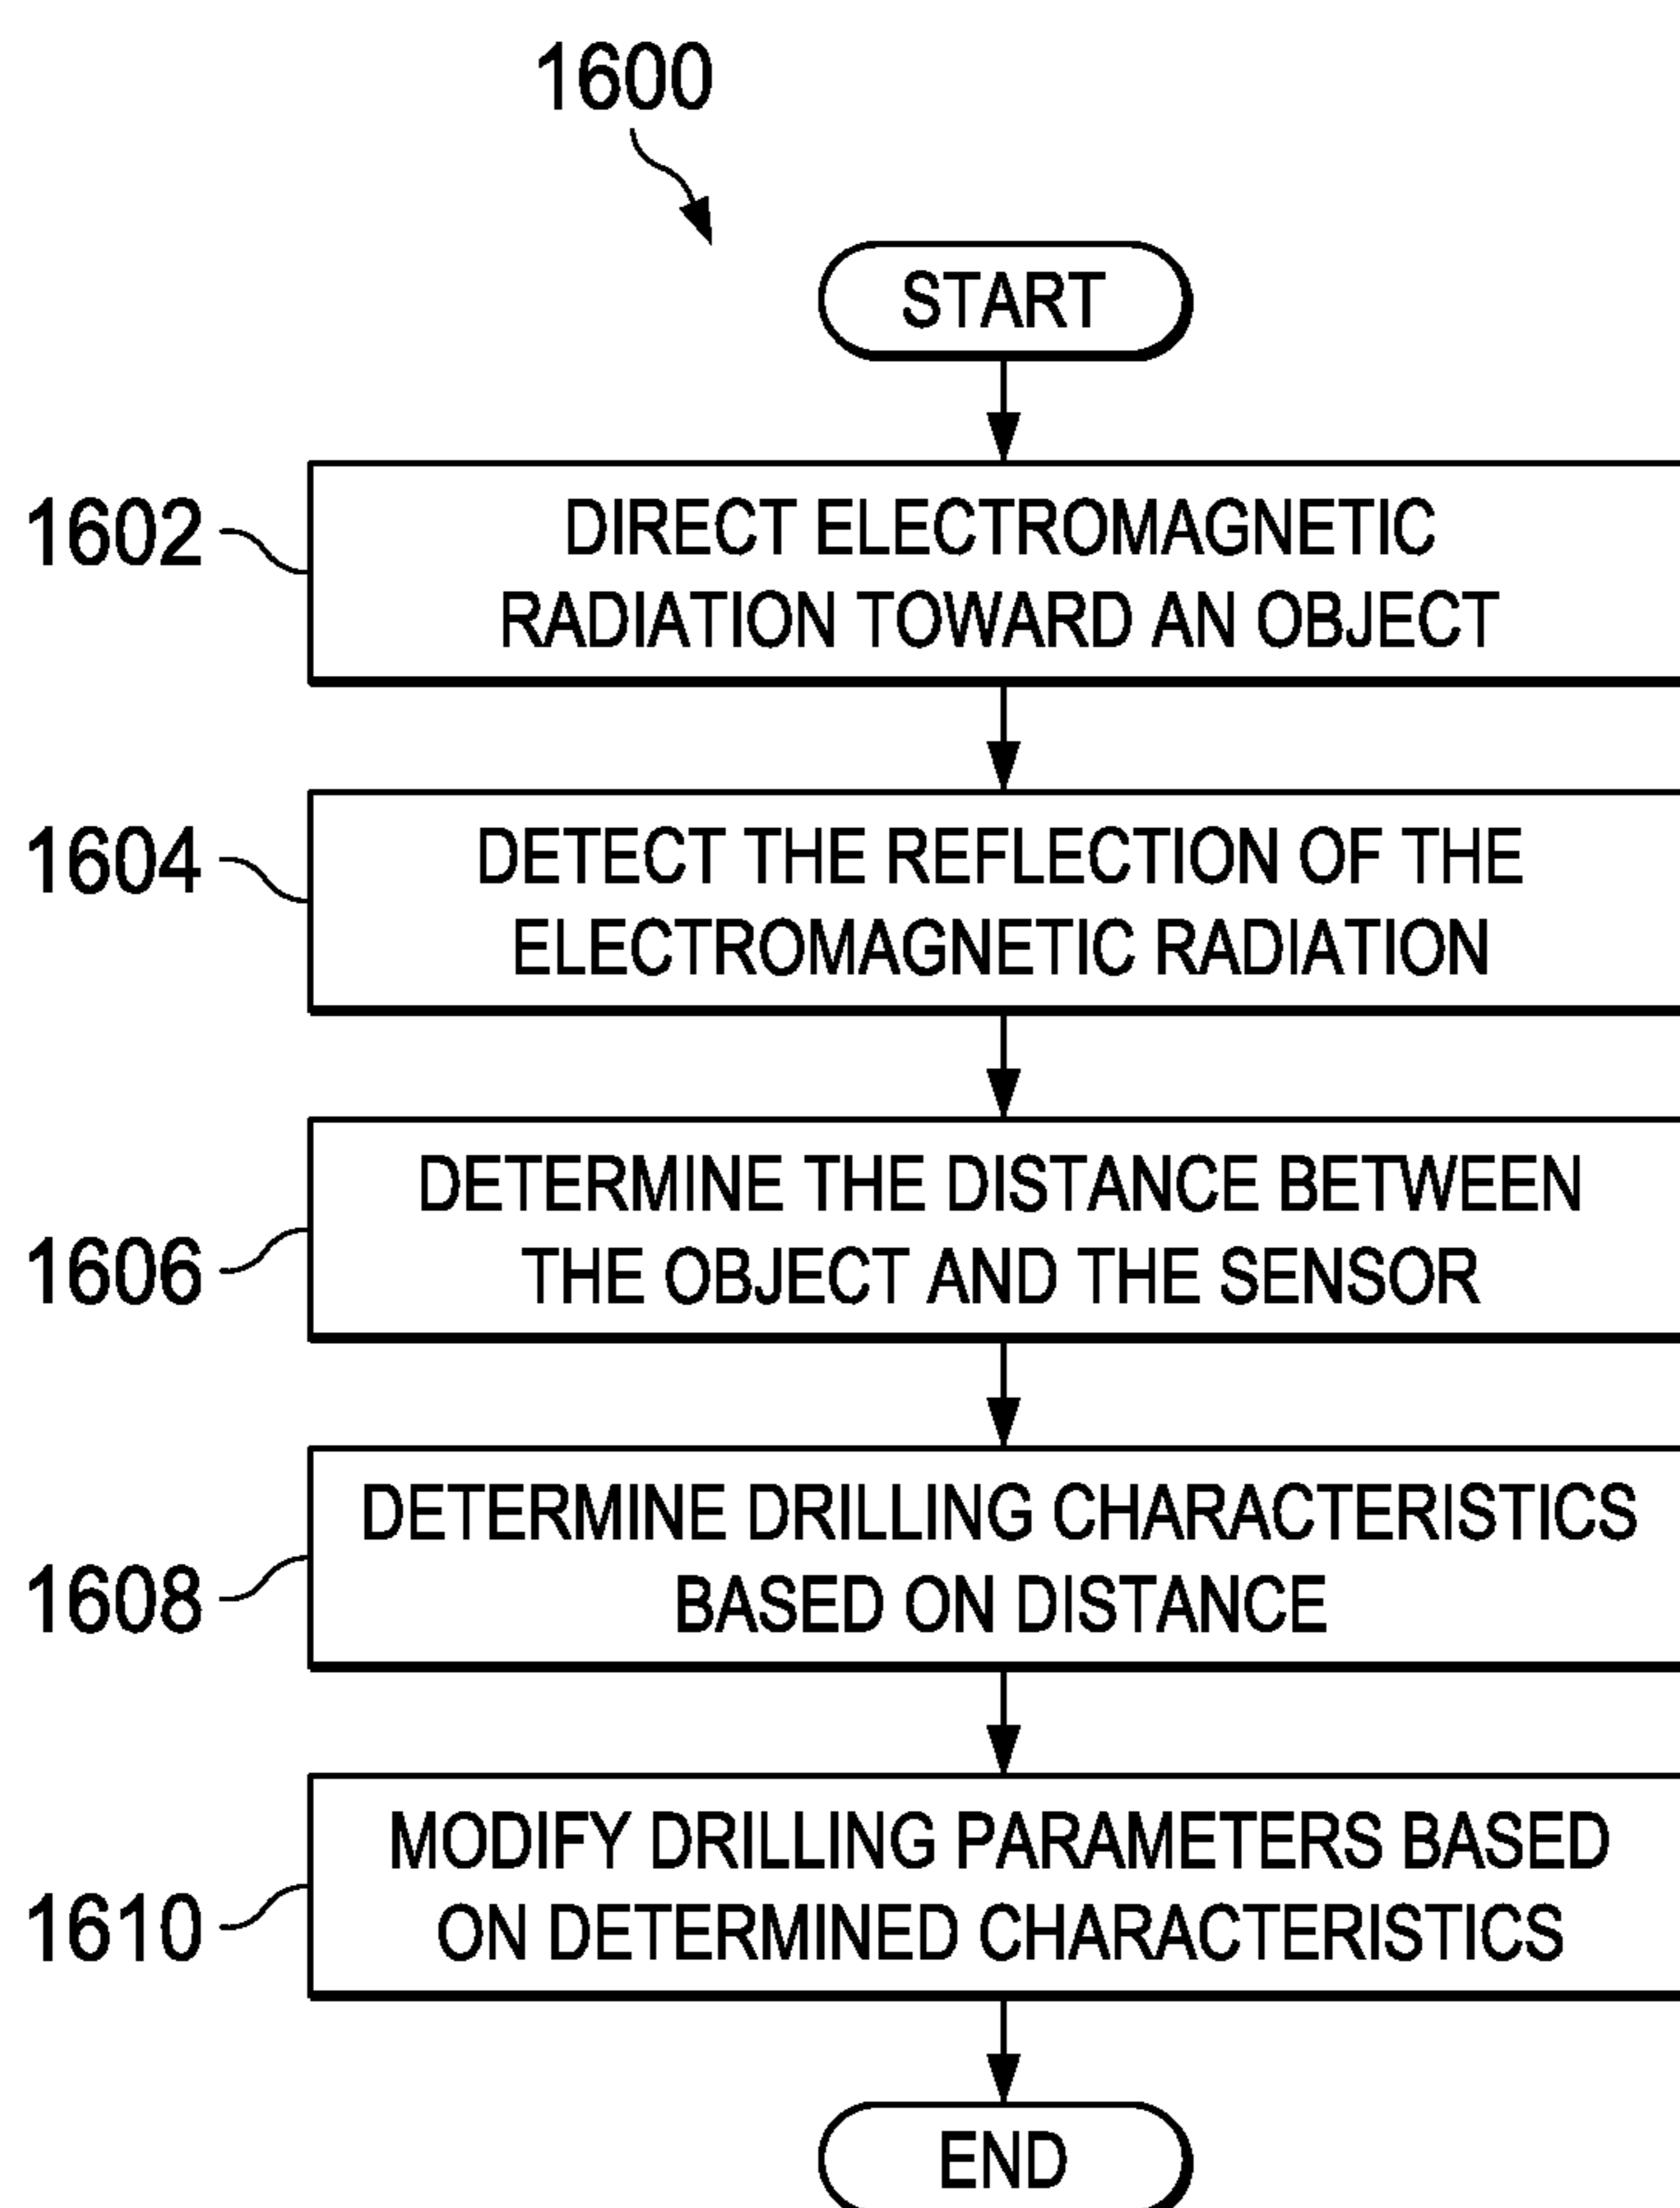 1600
START
1602
DIRECT ELECTROMAGNETIC
RADIATION TOWARD AN OBJECT
1604
DETECT THE REFLECTION OF THE
ELECTROMAGNETIC RADIATION
1606
DETERMINE THE DISTANCE BETWEEN
THE OBJECT AND THE SENSOR
1608
DETERMINE DRILLING CHARACTERISTICS
BASED ON DISTANCE
1610
MODIFY DRILLING PARAMETERS BASED
ON DETERMINED CHARACTERISTICS
END